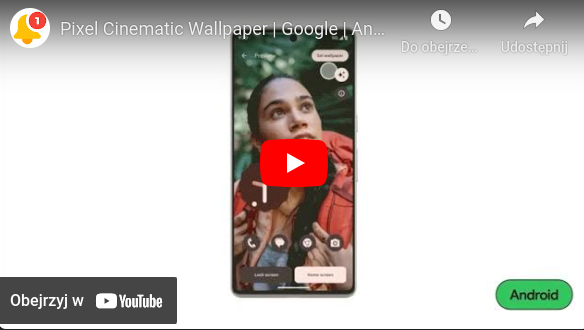 1
Pixel Cinematic Wallpaper | Google | An...
Do obejrze...
Udostępnij
Preview
Set wallpaper
Lock screen
Home screen
Obejrzyj w YouTube
Android